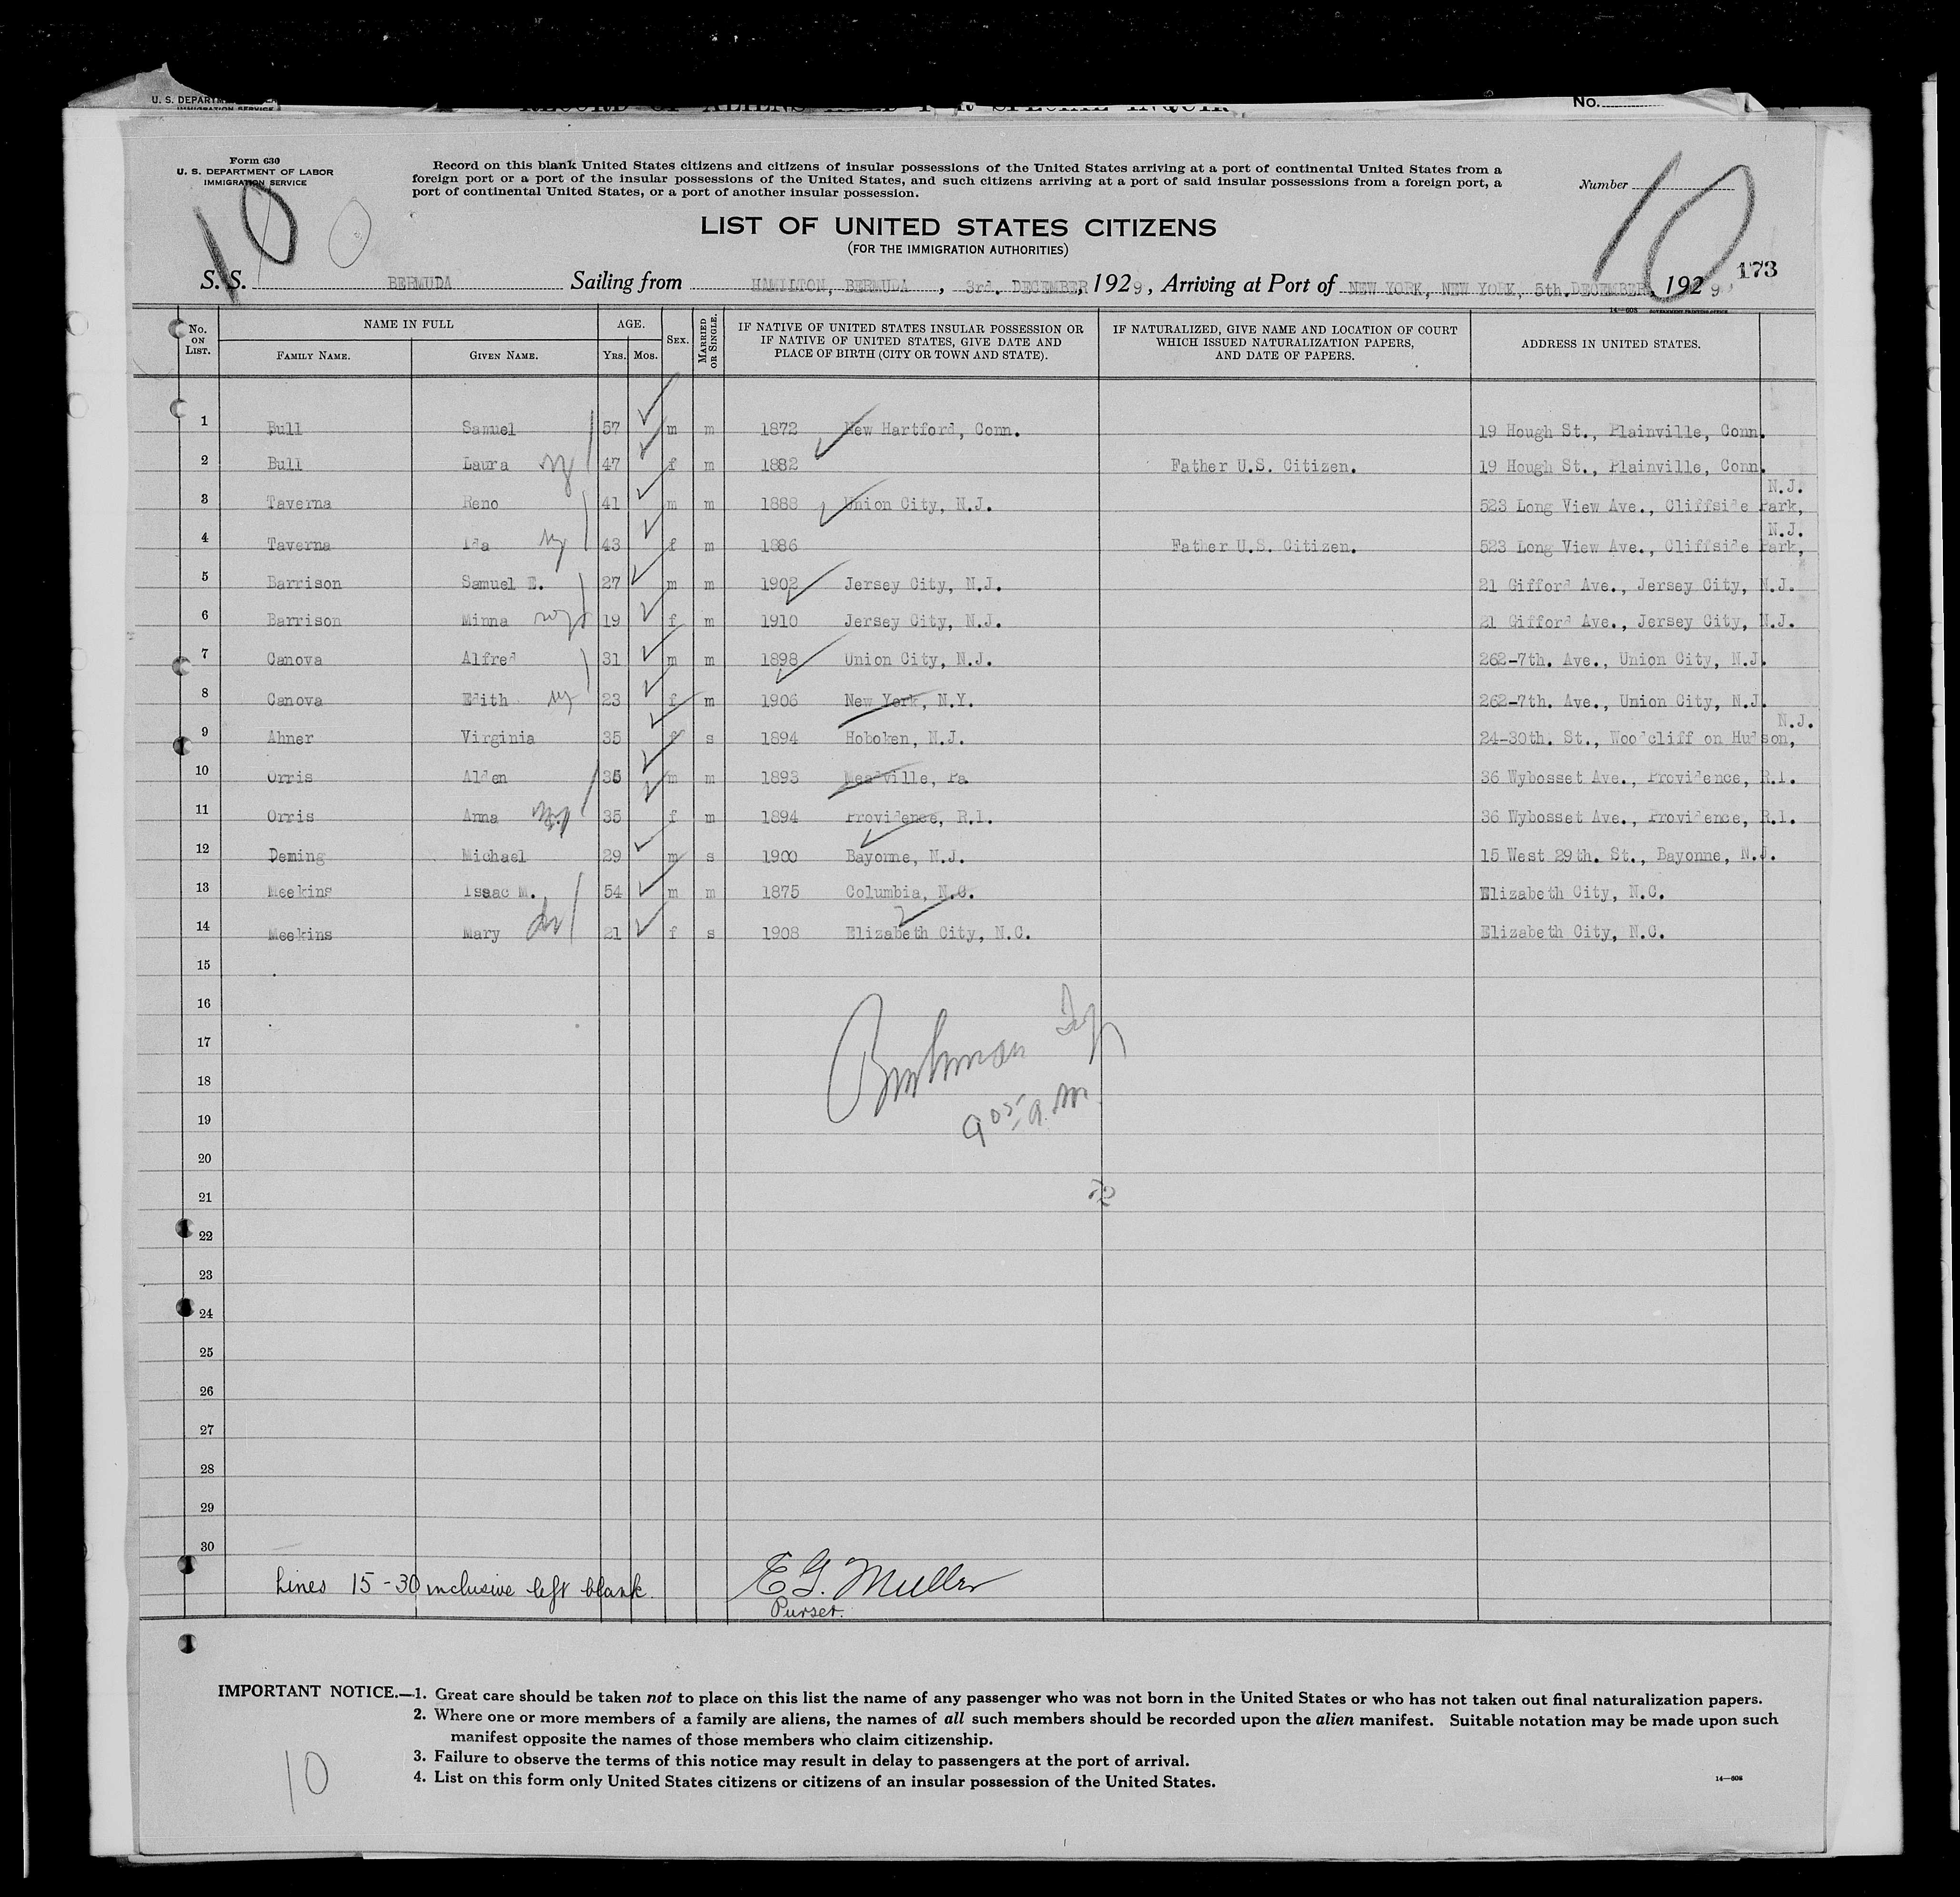 U. S. DEPARTMENT
IMMIGRATION SERVICE
RECORD OF ALIENS HELD FOR SPECIAL INQUIR
No.
Form 630
U. S. DEPARTMENT OF LABOR
IMMIGRATION SERVICE
Record on this blank United States citizens and citizens of insular possessions of the United States arriving at a port of continental United States from a
foreign port or a port of the insular possessions of the United States, and such citizens arriving at a port of said insular possessions from a foreign port, a
port of continental United States, or a port of another insular possession.
Number
10
10
0
LIST OF UNITED STATES CITIZENS
(FOR THE IMMIGRATION AUTHORITIES)
173
S. S. BERMUDA Sailing from HAMILTON, BERMUDA, 3rd. DECEMBER, 1929, Arriving at Port of NEW YORK, NEW YORK, 5th. DECEMBER, 1929
14—608 GOVERNMENT PRINTING OFFICE
No. ON LIST. NAME IN FULL FAMILY NAME. GIVEN NAME. AGE. YRS. MOS. SEX. MARRIED OR SINGLE. IF NATIVE OF UNITED STATES INSULAR POSSESSION OR IF NATIVE OF UNITED STATES, GIVE DATE AND PLACE OF BIRTH (CITY OR TOWN AND STATE). IF NATURALIZED, GIVE NAME AND LOCATION OF COURT WHICH ISSUED NATURALIZATION PAPERS, AND DATE OF PAPERS. ADDRESS IN UNITED STATES.
1 Bull Samuel 57 m m 1872 New Hartford, Conn. 19 Hough St., Plainville, Conn.
2 Bull Laura 47 f m 1882 Father U.S. Citizen. 19 Hough St., Plainville, Conn.
3 Taverna Reno 41 m m 1888 Union City, N.J. 523 Long View Ave., Cliffside Park, N.J.
4 Taverna Ida 43 f m 1886 Father U.S. Citizen. 523 Long View Ave., Cliffside Park, N.J.
5 Barrison Samuel E. 27 m m 1902 Jersey City, N.J. 21 Gifford Ave., Jersey City, N.J.
6 Barrison Minna 19 f m 1910 Jersey City, N.J. 21 Gifford Ave., Jersey City, N.J.
7 Canova Alfred 31 m m 1898 Union City, N.J. 262-7th. Ave., Union City, N.J.
8 Canova Edith 23 f m 1906 New York, N.Y. 262-7th. Ave., Union City, N.J.
9 Ahner Virginia 35 f s 1894 Hoboken, N.J. 24-30th. St., Woodcliff on Hudson, N.J.
10 Orris Alden 36 m m 1893 Meadville, Pa 36 Wybosset Ave., Providence, R.I.
11 Orris Anna 35 f m 1894 Providence, R.I. 36 Wybosset Ave., Providence, R.I.
12 Deming Michael 29 m s 1900 Bayonne, N.J. 15 West 29th. St., Bayonne, N.J.
13 Meekins Isaac M. 54 m m 1875 Columbia, N.C. Elizabeth City, N.C.
14 Meekins Mary 21 f s 1908 Elizabeth City, N.C. Elizabeth City, N.C.
15
16
17
18
19
9 05 a.m.
20
21
22
23
24
25
26
27
28
29
30
Lines 15-30 inclusive left blank.
E G. Muller
Purser.
IMPORTANT NOTICE.—1. Great care should be taken not to place on this list the name of any passenger who was not born in the United States or who has not taken out final naturalization papers.
2. Where one or more members of a family are aliens, the names of all such members should be recorded upon the alien manifest. Suitable notation may be made upon such
manifest opposite the names of those members who claim citizenship.
3. Failure to observe the terms of this notice may result in delay to passengers at the port of arrival.
4. List on this form only United States citizens or citizens of an insular possession of the United States.
14—608
10